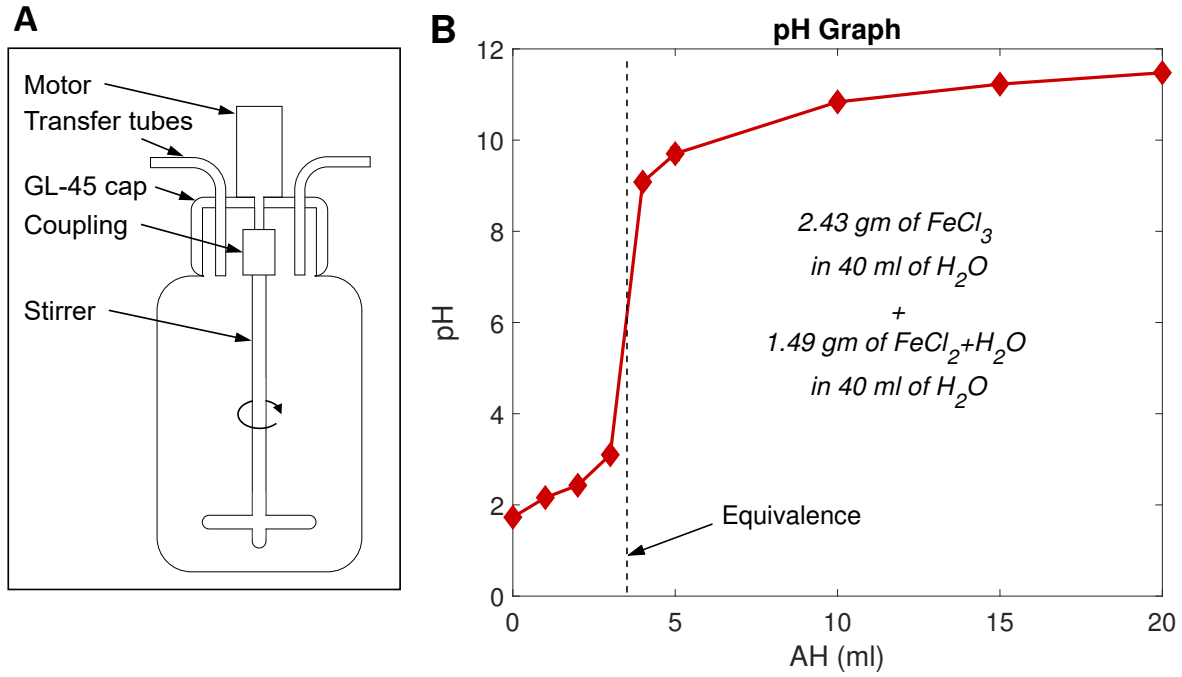 A
Motor
Transfer tubes
GL-45 cap
Coupling
Stirrer
B
pH Graph
12
10
8
6
4
2
0
pH
2.43 gm of FeCl₃
in 40 ml of H₂O
+
1.49 gm of FeCl₂+H₂O
in 40 ml of H₂O
Equivalence
0 5 10 15 20
AH (ml)